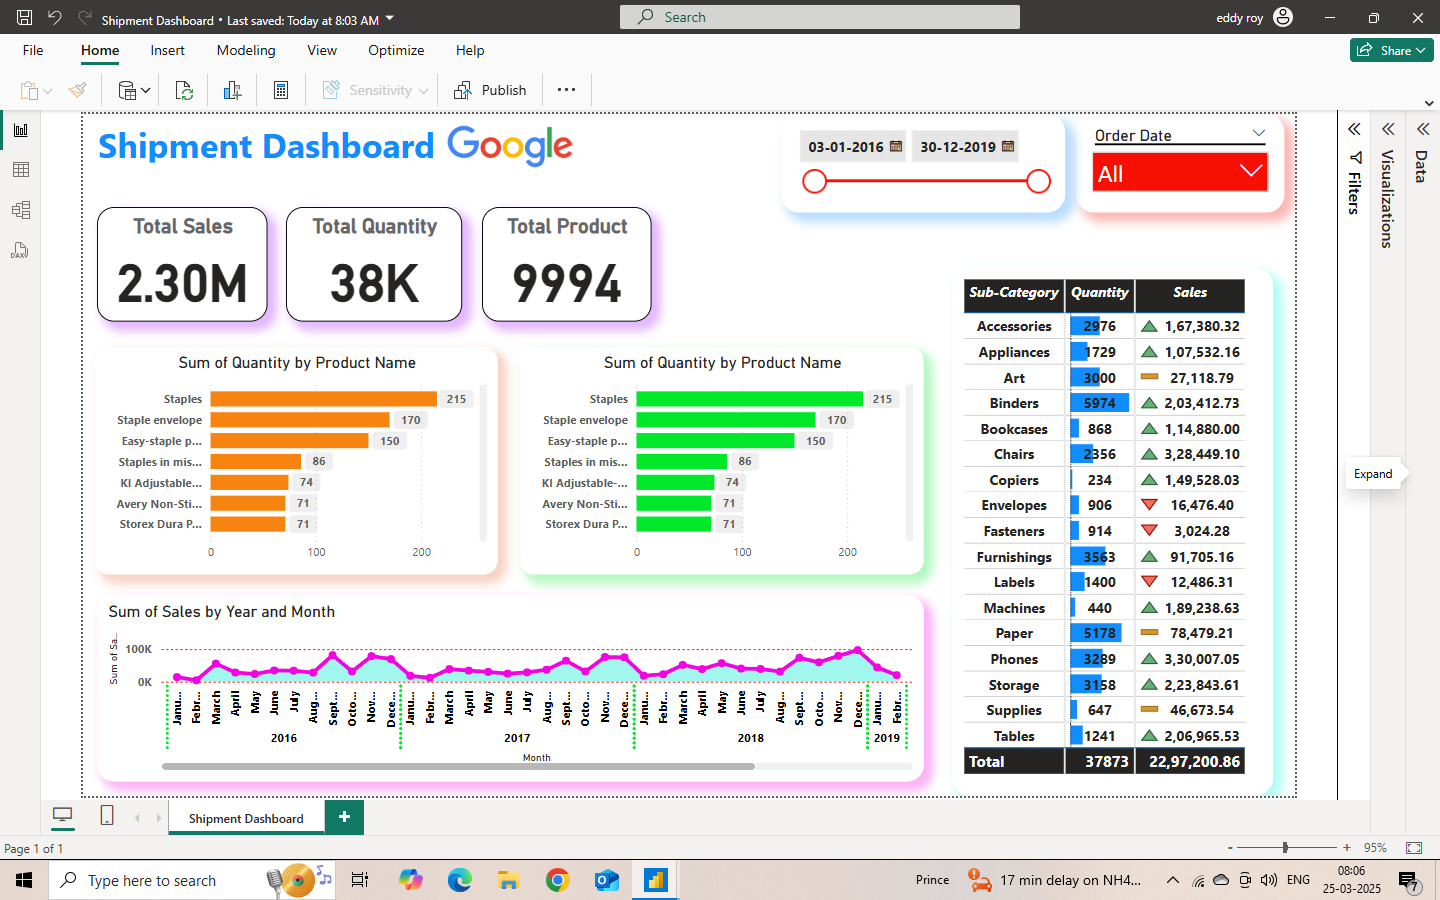 Shipment Dashboard • Last saved: Today at 8:03 AM
Search
eddy roy
File Home Insert Modeling View Optimize Help
Share
Sensitivity
Publish
Shipment Dashboard Google
03-01-2016 30-12-2019
Order Date
All
Filters
Visualizations
Data
Total Sales
2.30M
Total Quantity
38K
Total Product
9994
Sum of Quantity by Product Name
Staples 215
Staple envelope 170
Easy-staple p... 150
Staples in mis... 86
KI Adjustable... 74
Avery Non-Sti... 71
Storex Dura P... 71
0 100 200
Sum of Quantity by Product Name
Staples 215
Staple envelope 170
Easy-staple p... 150
Staples in mis... 86
KI Adjustable-... 74
Avery Non-Sti... 71
Storex Dura P... 71
0 100 200
Sub-Category Quantity Sales
Accessories 2976 1,67,380.32
Appliances 1729 1,07,532.16
Art 3000 27,118.79
Binders 5974 2,03,412.73
Bookcases 868 1,14,880.00
Chairs 2356 3,28,449.10
Copiers 234 1,49,528.03
Envelopes 906 16,476.40
Fasteners 914 3,024.28
Furnishings 3563 91,705.16
Labels 1400 12,486.31
Machines 440 1,89,238.63
Paper 5178 78,479.21
Phones 3289 3,30,007.05
Storage 3158 2,23,843.61
Supplies 647 46,673.54
Tables 1241 2,06,965.53
Total 37873 22,97,200.86
Expand
Sum of Sales by Year and Month
Sum of Sa...
100K
0K
Janu... Febr... March April May June July Aug... Sept... Octo... Nov... Dece... Janu... Febr... March April May June July Aug... Sept... Octo... Nov... Dece... Janu... Febr... March April May June July Aug... Sept... Octo... Nov... Dece... Janu... Febr...
2016 2017 2018 2019
Month
Shipment Dashboard
+
Page 1 of 1
- + 95%
Type here to search
Prince
17 min delay on NH4...
ENG
08:06
25-03-2025
7